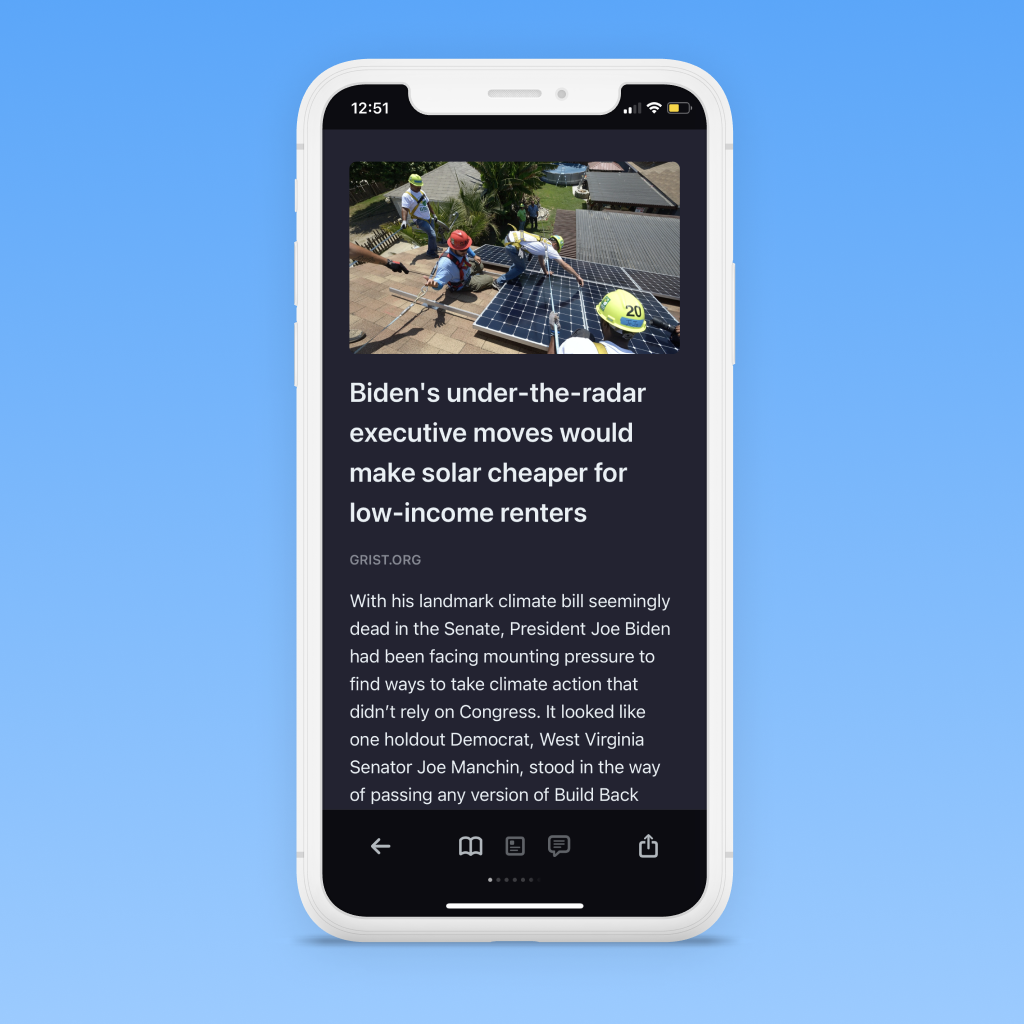 12:51
20
Biden's under-the-radar
executive moves would
make solar cheaper for
low-income renters
GRIST.ORG
With his landmark climate bill seemingly
dead in the Senate, President Joe Biden
had been facing mounting pressure to
find ways to take climate action that
didn’t rely on Congress. It looked like
one holdout Democrat, West Virginia
Senator Joe Manchin, stood in the way
of passing any version of Build Back